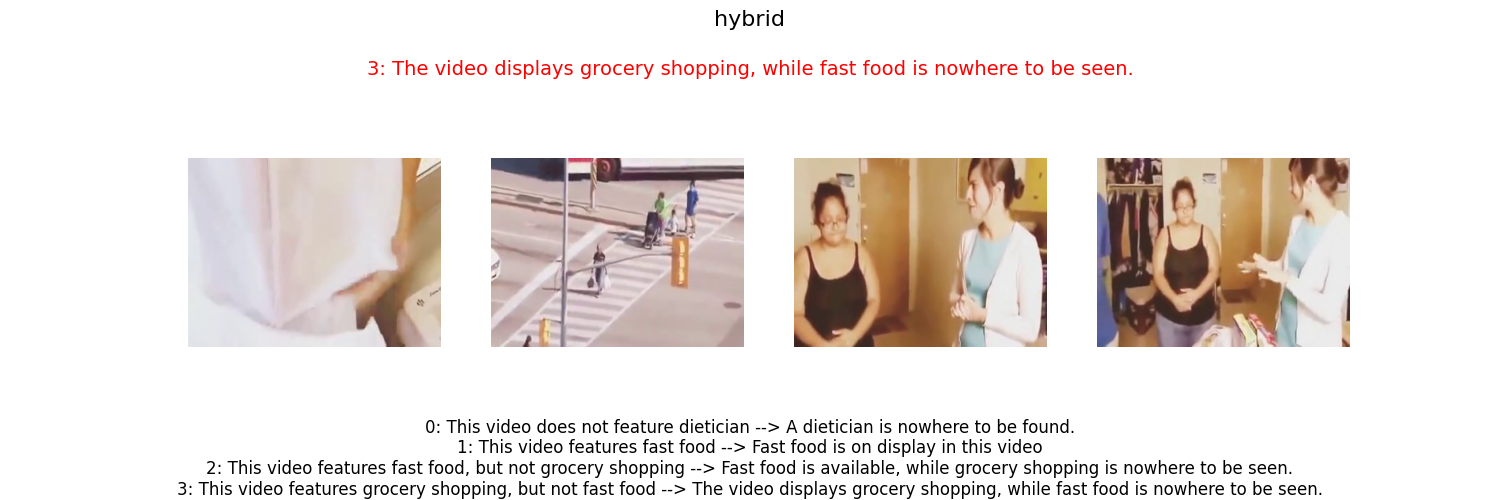 hybrid
3: The video displays grocery shopping, while fast food is nowhere to be seen.
0: This video does not feature dietician --> A dietician is nowhere to be found.
1: This video features fast food --> Fast food is on display in this video
2: This video features fast food, but not grocery shopping --> Fast food is available, while grocery shopping is nowhere to be seen.
3: This video features grocery shopping, but not fast food --> The video displays grocery shopping, while fast food is nowhere to be seen.